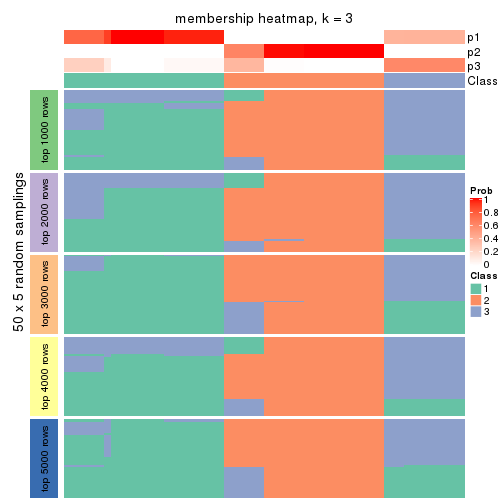 membership heatmap, k = 3
p1
p2
p3
Class
50 x 5 random samplings
top 1000 rows
top 2000 rows
top 3000 rows
top 4000 rows
top 5000 rows
Prob
1
0.8
0.6
0.4
0.2
0
Class
1
2
3